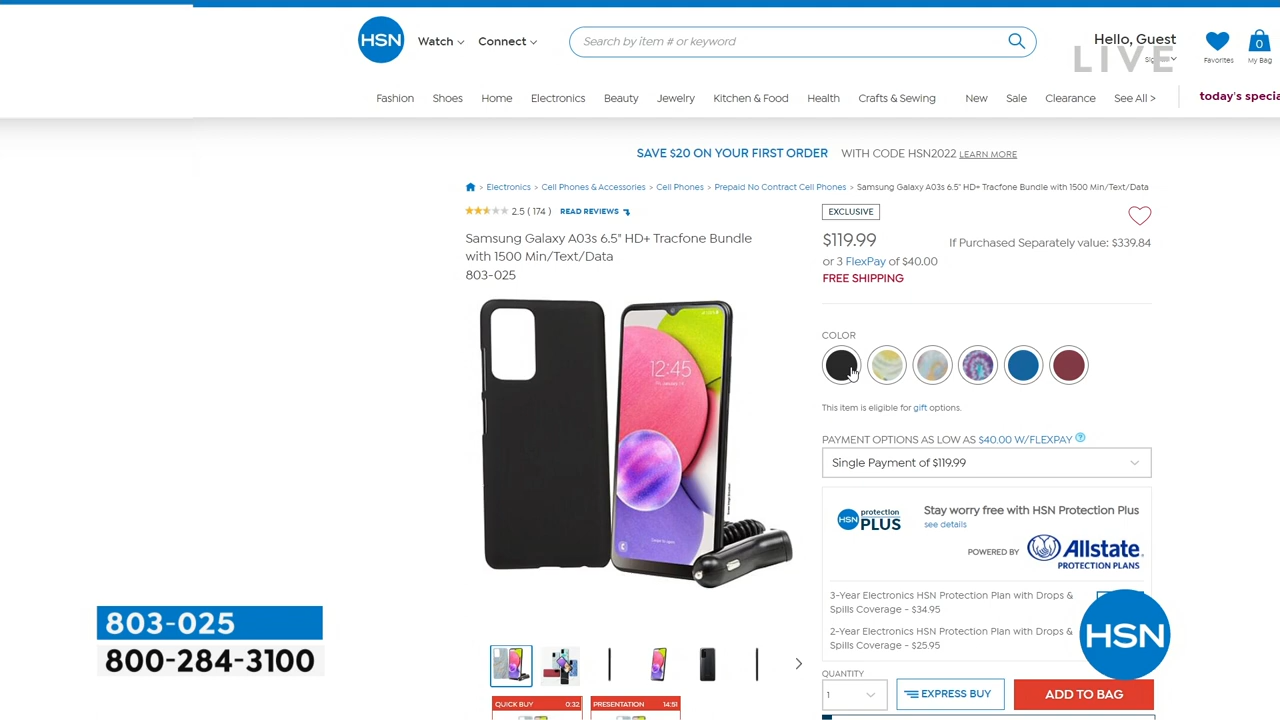 HSN
Watch
Connect
Search by item # or keyword
Hello, Guest
LIVE
Favorites
0
My Bag
Fashion
Shoes
Home
Electronics
Beauty
Jewelry
Kitchen & Food
Health
Crafts & Sewing
New
Sale
Clearance
See All >
today's specia
SAVE $20 ON YOUR FIRST ORDER WITH CODE HSN2022 LEARN MORE
> Electronics > Cell Phones & Accessories > Cell Phones > Prepaid No Contract Cell Phones > Samsung Galaxy A03s 6.5" HD+ Tracfone Bundle with 1500 Min/Text/Data
2.5 ( 174 ) READ REVIEWS
Samsung Galaxy A03s 6.5" HD+ Tracfone Bundle
with 1500 Min/Text/Data
803-025
12:45
EXCLUSIVE
$119.99
If Purchased Separately value: $339.84
or 3 FlexPay of $40.00
FREE SHIPPING
COLOR
This item is eligible for gift options.
PAYMENT OPTIONS AS LOW AS $40.00 W/FLEXPAY ?
Single Payment of $119.99
HSN protection PLUS
Stay worry free with HSN Protection Plus
see details
POWERED BY
Allstate
PROTECTION PLANS
3-Year Electronics HSN Protection Plan with Drops &
Spills Coverage - $34.95
2-Year Electronics HSN Protection Plan with Drops &
Spills Coverage - $25.95
HSN
QUANTITY
1
EXPRESS BUY
ADD TO BAG
803-025
800-284-3100
QUICK BUY 0:32
PRESENTATION 14:51